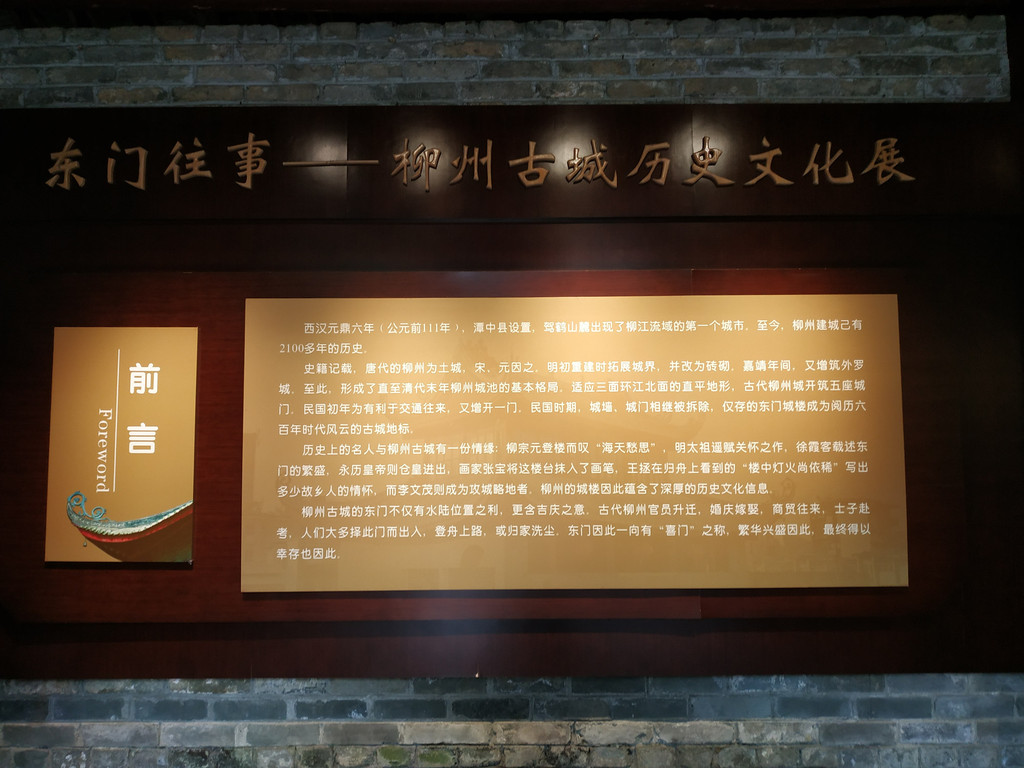 东门往事——柳州古城历史文化展
前言
Foreword
西汉元鼎六年（公元前111年），潭中县设置，驾鹤山麓出现了柳江流域的第一个城市。至今，柳州建城己有
2100多年的历史。
史籍记载，唐代的柳州为土城，宋、元因之。明初重建时拓展城界，并改为砖砌。嘉靖年间，又增筑外罗
城。至此，形成了直至清代末年柳州城池的基本格局。适应三面环江北面的直平地形，古代柳州城开筑五座城
门。民国初年为有利于交通往来，又增开一门。民国时期，城墙、城门相继被拆除，仅存的东门城楼成为阅历六
百年时代风云的古城地标。
历史上的名人与柳州古城有一份情缘：柳宗元登楼而叹“海天愁思”，明太祖遥赋关怀之作，徐霞客载述东
门的繁盛，永历皇帝则仓皇进出，画家张宝将这楼台抹入了画笔，王拯在归舟上看到的“楼中灯火尚依稀”写出
多少故乡人的情怀，而李文茂则成为攻城略地者。柳州的城楼因此蕴含了深厚的历史文化信息。
柳州古城的东门不仅有水陆位置之利，更含吉庆之意。古代柳州官员升迁，婚庆嫁娶，商贸往来，士子赴
考，人们大多择此门而出入，登舟上路，或归家洗尘，东门因此一向有“喜门”之称，繁华兴盛因此，最终得以
幸存也因此。